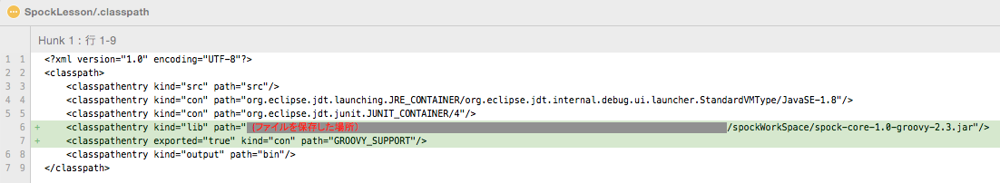 SpockLesson/.classpath
Hunk 1：行 1-9
1 1 <?xml version="1.0" encoding="UTF-8"?>
2 2 <classpath>
3 3 <classpathentry kind="src" path="src"/>
4 4 <classpathentry kind="con" path="org.eclipse.jdt.launching.JRE_CONTAINER/org.eclipse.jdt.internal.debug.ui.launcher.StandardVMType/JavaSE-1.8"/>
5 5 <classpathentry kind="con" path="org.eclipse.jdt.junit.JUNIT_CONTAINER/4"/>
6 + <classpathentry kind="lib" path="（ファイルを保存した場所）/spockWorkSpace/spock-core-1.0-groovy-2.3.jar"/>
7 + <classpathentry exported="true" kind="con" path="GROOVY_SUPPORT"/>
6 8 <classpathentry kind="output" path="bin"/>
7 9 </classpath>